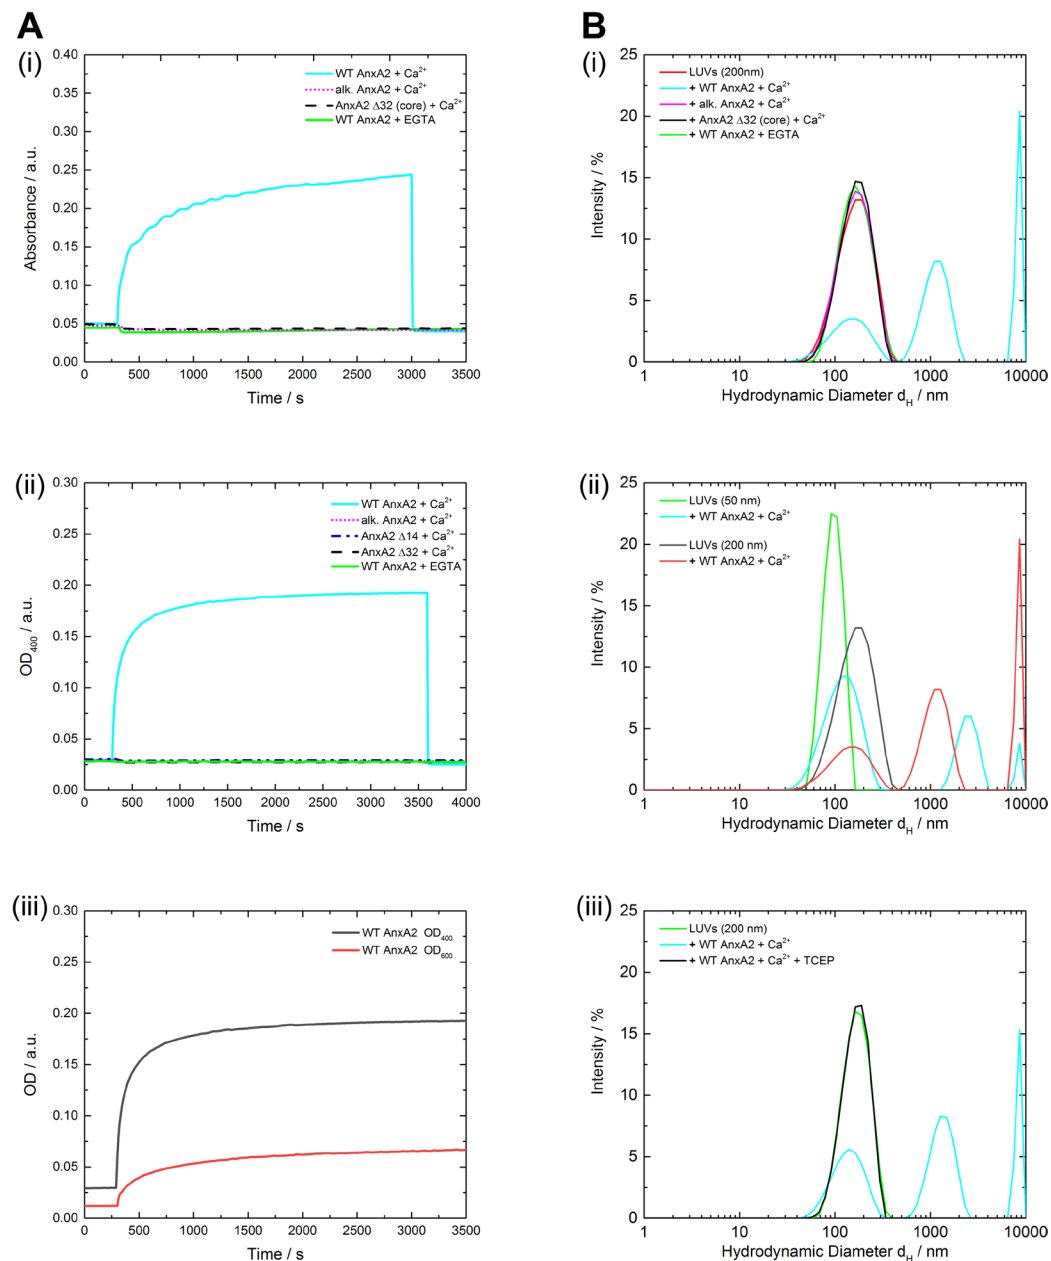 A
B
(i)
0.40
0.35
0.30
0.25
0.20
0.15
0.10
0.05
0.00
Absorbance / a.u.
WT AnxA2 + Ca²⁺
alk. AnxA2 + Ca²⁺
AnxA2 Δ32 (core) + Ca²⁺
WT AnxA2 + EGTA
0 500 1000 1500 2000 2500 3000 3500
Time / s
(i)
25
20
15
10
5
0
Intensity / %
LUVs (200nm)
+ WT AnxA2 + Ca²⁺
+ alk. AnxA2 + Ca²⁺
+ AnxA2 Δ32 (core) + Ca²⁺
+ WT AnxA2 + EGTA
1 10 100 1000 10000
Hydrodynamic Diameter d_H / nm
(ii)
0.30
0.25
0.20
0.15
0.10
0.05
0.00
OD₄₀₀ / a.u.
WT AnxA2 + Ca²⁺
alk. AnxA2 + Ca²⁺
AnxA2 Δ14 + Ca²⁺
AnxA2 Δ32 + Ca²⁺
WT AnxA2 + EGTA
0 500 1000 1500 2000 2500 3000 3500 4000
Time / s
(ii)
25
20
15
10
5
0
Intensity / %
LUVs (50 nm)
+ WT AnxA2 + Ca²⁺
LUVs (200 nm)
+ WT AnxA2 + Ca²⁺
1 10 100 1000 10000
Hydrodynamic Diameter d_H / nm
(iii)
0.30
0.25
0.20
0.15
0.10
0.05
0.00
OD / a.u.
WT AnxA2 OD₄₀₀
WT AnxA2 OD₆₀₀
0 500 1000 1500 2000 2500 3000 3500
Time / s
(iii)
25
20
15
10
5
0
Intensity / %
LUVs (200 nm)
+ WT AnxA2 + Ca²⁺
+ WT AnxA2 + Ca²⁺ + TCEP
1 10 100 1000 10000
Hydrodynamic Diameter d_H / nm